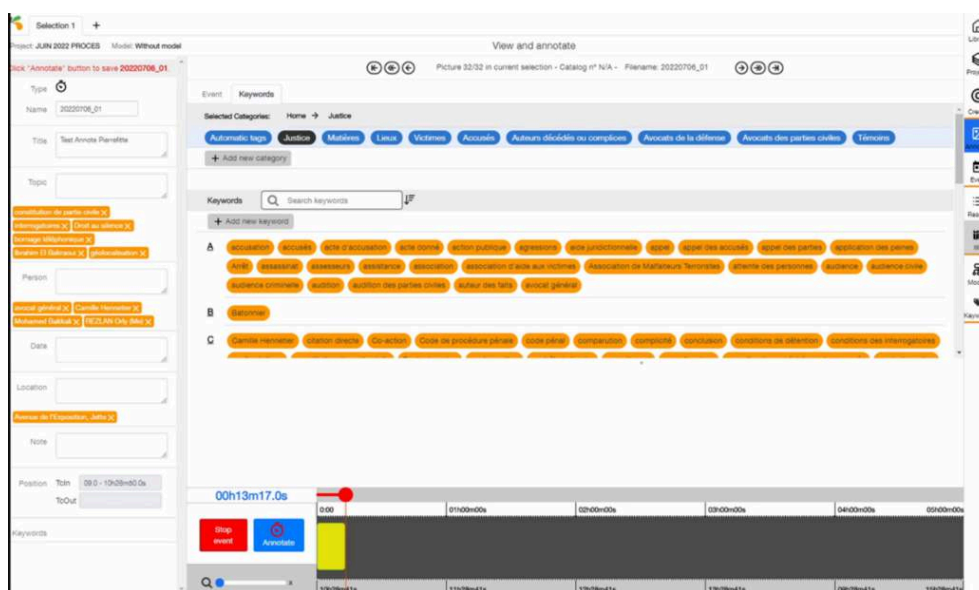 Selection 1 +
Project: JUIN 2022 PROCES Model: Without model
View and annotate
Click "Annotate" button to save 20220706_01.
Picture 32/32 in current selection - Catalog n° N/A - Filename: 20220706_01
Type
Name 20220706_01
Title Test Annote Pierrefitte
Topic
constitution de partie civile X
interrogatoires X Droit au silence X
bornage téléphonique X
Ibrahim El Bakraoui X géolocalisation X
Person
avocat général X Camille Hennetier X
Mohamed Bakkali X REZLAN Orly (Me) X
Date
Location
Avenue de l'Exposition, Jette X
Note
Position TcIn
TcOut
Keywords
Event Keywords
Selected Categories: Home → Justice
Automatic tags Justice Matières Lieux Victimes Accusés Auteurs décédés ou complices Avocats de la défense Avocats des parties civiles Témoins
+ Add new category
Keywords Search keywords
+ Add new keyword
A accusation accusés acte d'accusation acte donné action publique agressions aide juridictionnelle appel appel des accusés appel des parties application des peines
Arrêt assassinat assesseurs assistance association association d'aide aux victimes Association de Malfaiteurs Terroristes attente des personnes audience audience civile
audience criminelle audition audition des parties civiles auteur des faits avocat général
B Batonnier
C Camille Hennetier citation directe Co-action Code de procédure pénale code pénal comparution complicité conclusion conditions de détention conditions des interrogatoires
00h13m17.0s
0:00 01h00m00s 02h00m00s 03h00m00s 04h00m00s 05h00m00s
Stop event
Annotate